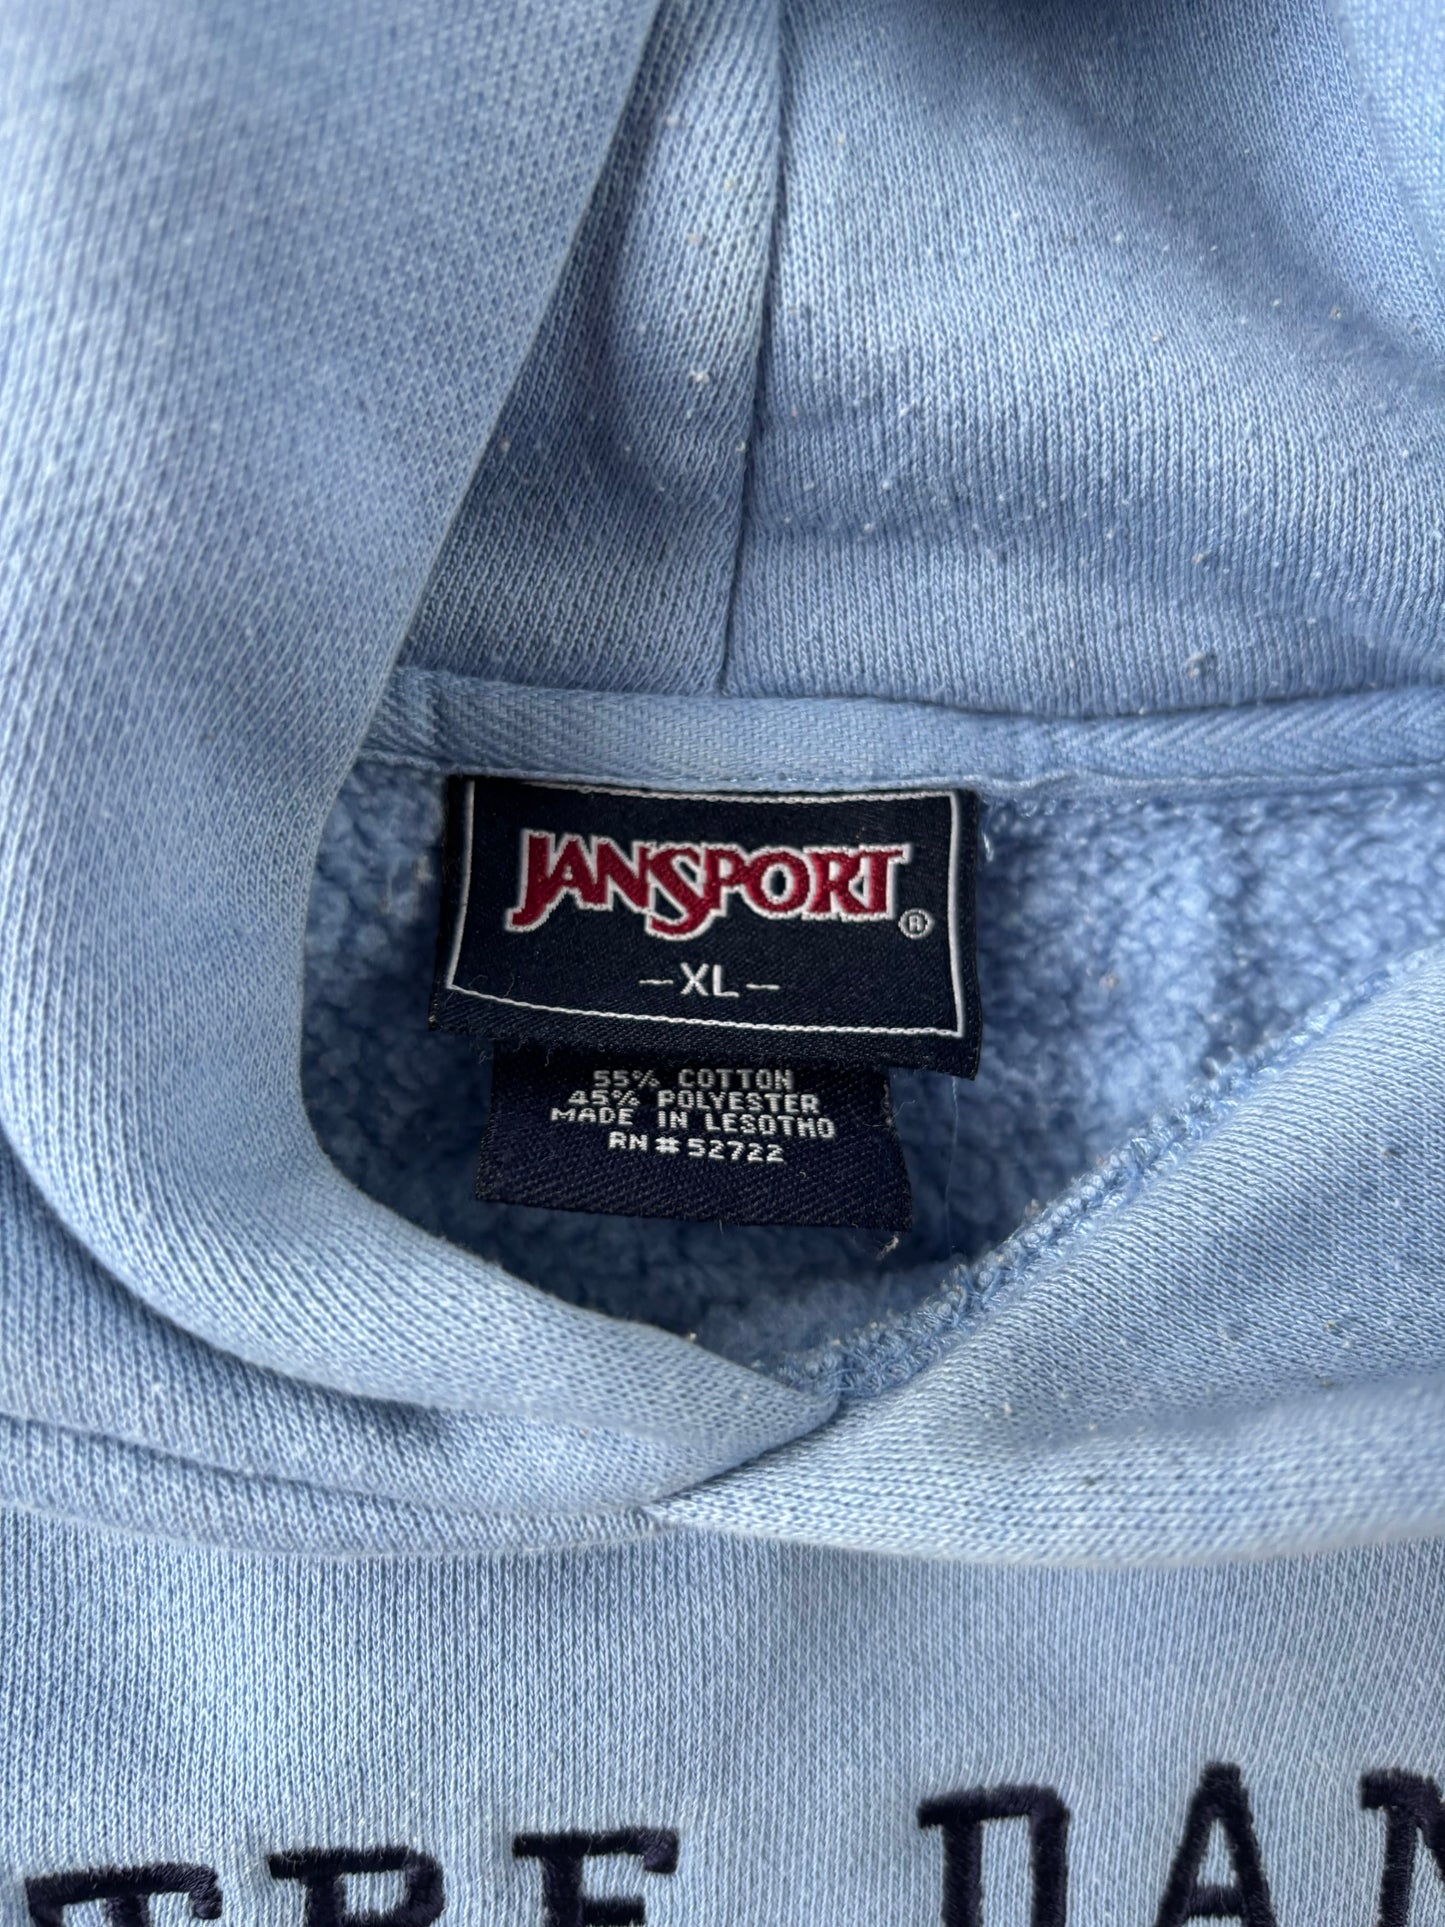 JANSPORT®
-XL-
55% COTTON
45% POLYESTER
MADE IN LESOTHO
RN # 52722